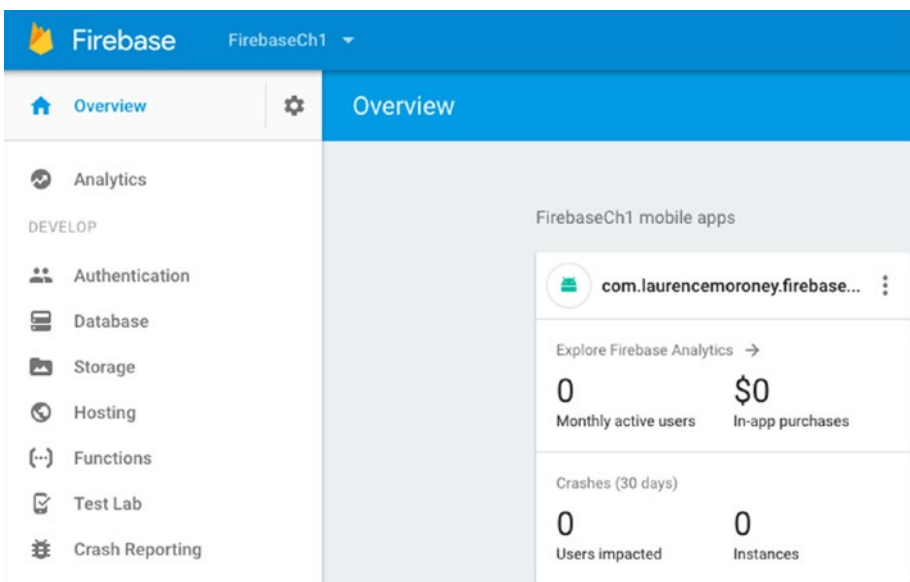 Firebase FirebaseCh1
Overview
Overview
Analytics
DEVELOP
Authentication
Database
Storage
Hosting
Functions
Test Lab
Crash Reporting
FirebaseCh1 mobile apps
com.laurencemoroney.firebase...
Explore Firebase Analytics →
0 $0
Monthly active users In-app purchases
Crashes (30 days)
0 0
Users impacted Instances